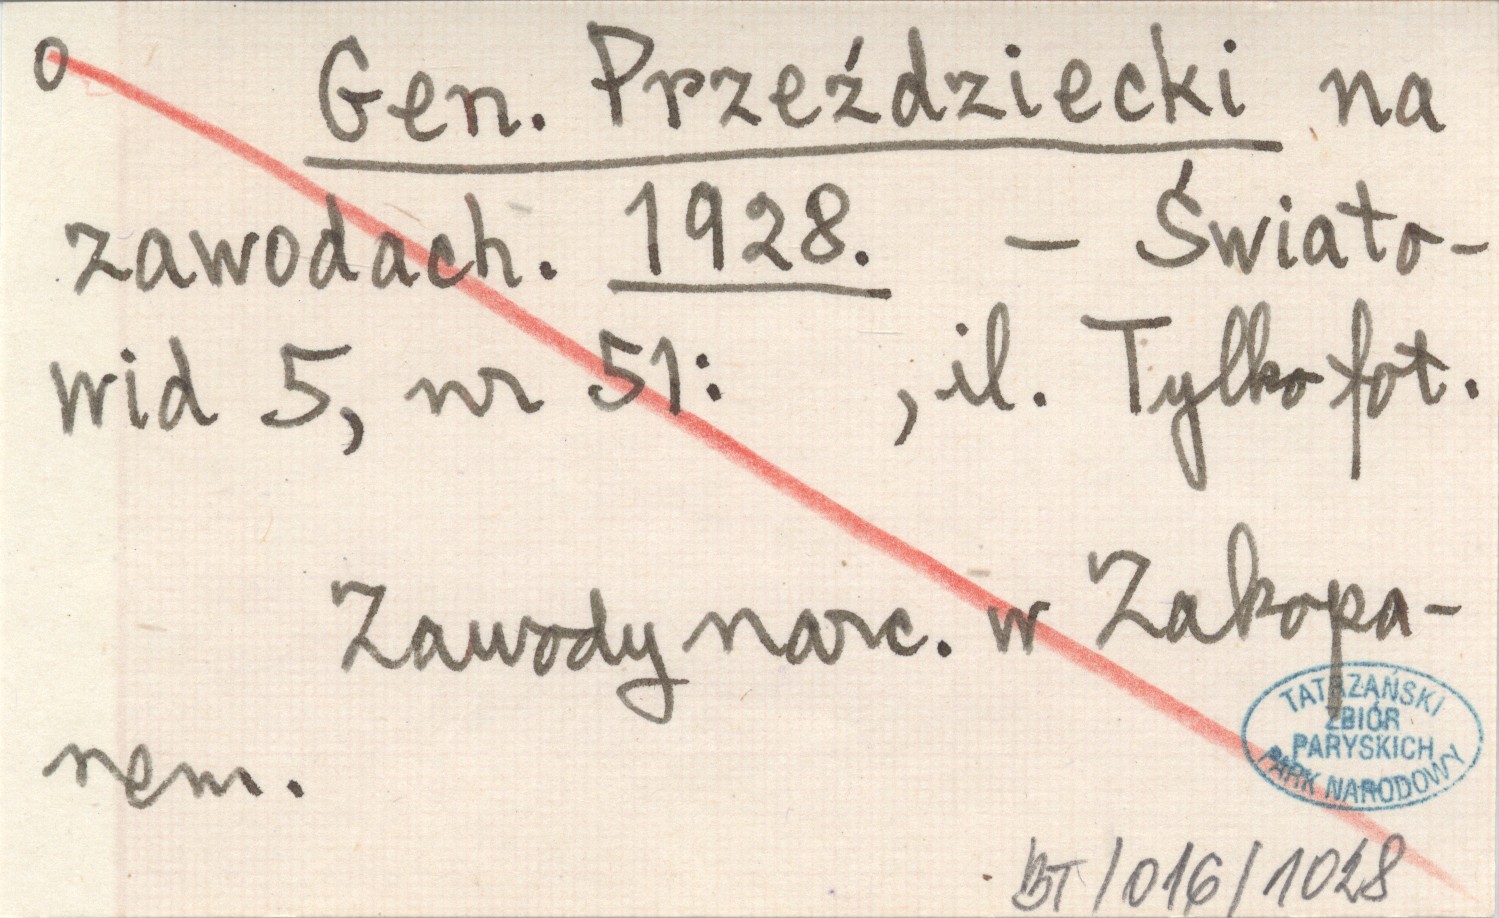 o Gen. Przeździecki na
zawodach. 1928. - Świato-
wid 5, nr 51: , il. Tylko fot.
Zawody narc. w Zakopa-
nem.
TATRZAŃSKI
ZBIÓR
PARYSKICH
PARK NARODOWY
BT/016/1028